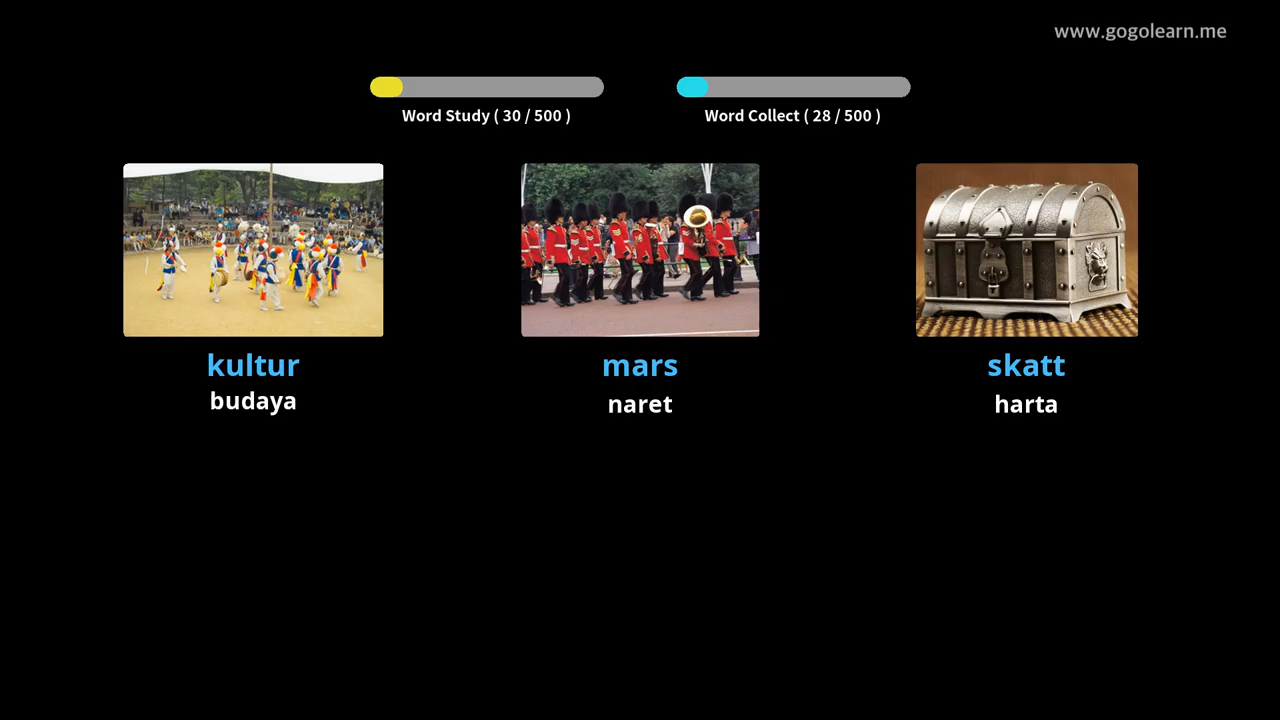 www.gogolearn.me
Word Study ( 30 / 500 )
Word Collect ( 28 / 500 )
kultur
budaya
mars
naret
skatt
harta